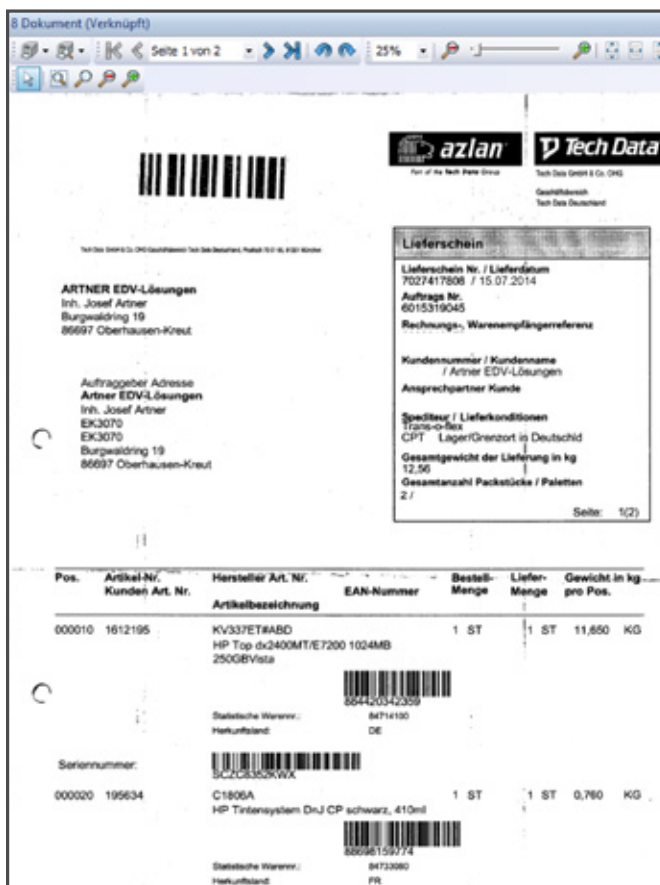 8 Dokument (Verknüpft)
Seite 1 von 2
25%
azlan
Part of the Tech Data Group
Tech Data
Tech Data GmbH & Co. OHG
Geschäftsbereich
Tech Data Deutschland
Lieferschein
Lieferschein Nr. / Lieferdatum
7027417808 / 15.07.2014
Auftrags Nr.
6015319045
Rechnungs-, Warenempfängerreferenz
Kundennummer / Kundenname
/ Artner EDV-Lösungen
Ansprechpartner Kunde
Spediteur / Lieferkonditionen
Trans-o-flex
CPT Lager/Grenzort in Deutschld
Gesamtgewicht der Lieferung in kg
12,56
Gesamtanzahl Packstücke / Paletten
2 /
Seite: 1(2)
ARTNER EDV-Lösungen
Inh. Josef Artner
Burgwaldring 19
86697 Oberhausen-Kreut
Auftraggeber Adresse
Artner EDV-Lösungen
Inh. Josef Artner
EK3070
EK3070
Burgwaldring 19
86697 Oberhausen-Kreut
Pos. Artikel-Nr. Hersteller Art. Nr. Bestell- Liefer- Gewicht in kg
Kunden Art. Nr. EAN-Nummer Menge Menge pro Pos.
Artikelbezeichnung
000010 1612195 KV337ET#ABD 1 ST 1 ST 11,650 KG
HP Top dx2400MT/E7200 1024MB
250GBVista
884420342359
Statistische Warennr.: 84714100
Herkunftsland: DE
Seriennummer:
SCZC8352KWX
000020 195634 C1806A 1 ST 1 ST 0,760 KG
HP Tintensystem DnJ CP schwarz, 410ml
88698159774
Statistische Warennr.: 84733080
Herkunftsland: FR